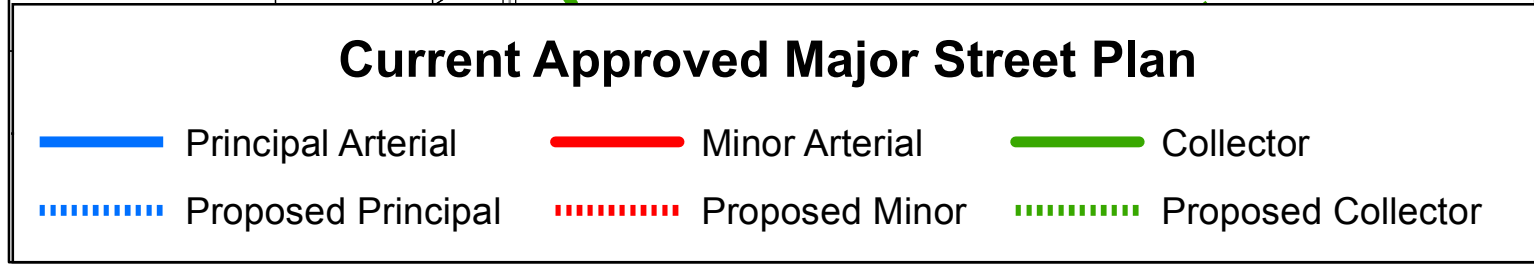 Current Approved Major Street Plan
Principal Arterial Minor Arterial Collector
Proposed Principal Proposed Minor Proposed Collector